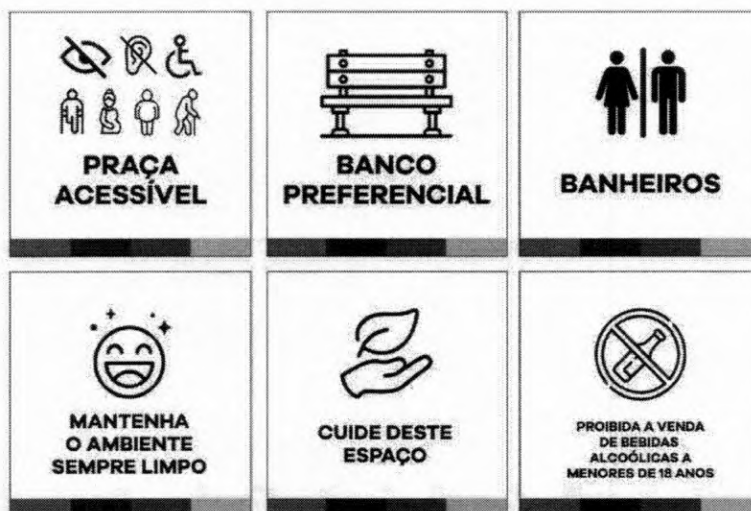 PRAÇA
ACESSÍVEL
BANCO
PREFERENCIAL
BANHEIROS
MANTENHA
O AMBIENTE
SEMPRE LIMPO
CUIDE DESTE
ESPAÇO
PROIBIDA A VENDA
DE BEBIDAS
ALCOÓLICAS A
MENORES DE 18 ANOS